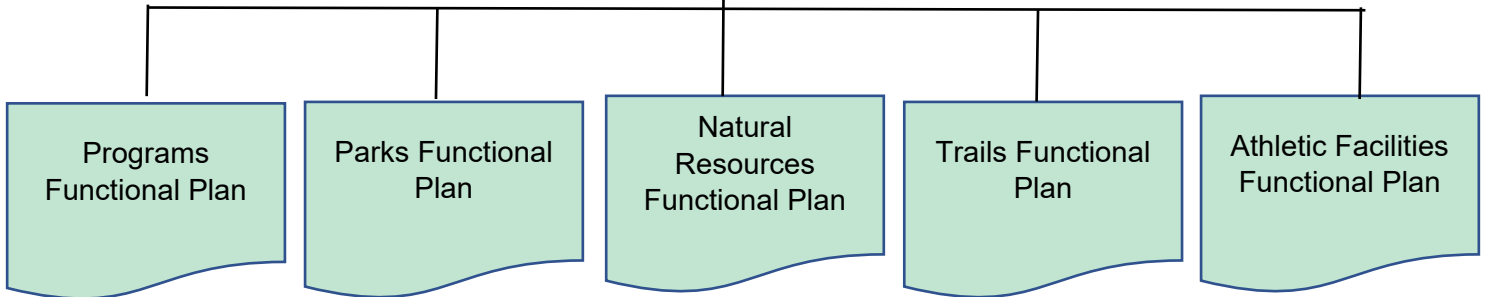 Programs
Functional Plan
Parks Functional
Plan
Natural
Resources
Functional Plan
Trails Functional
Plan
Athletic Facilities
Functional Plan